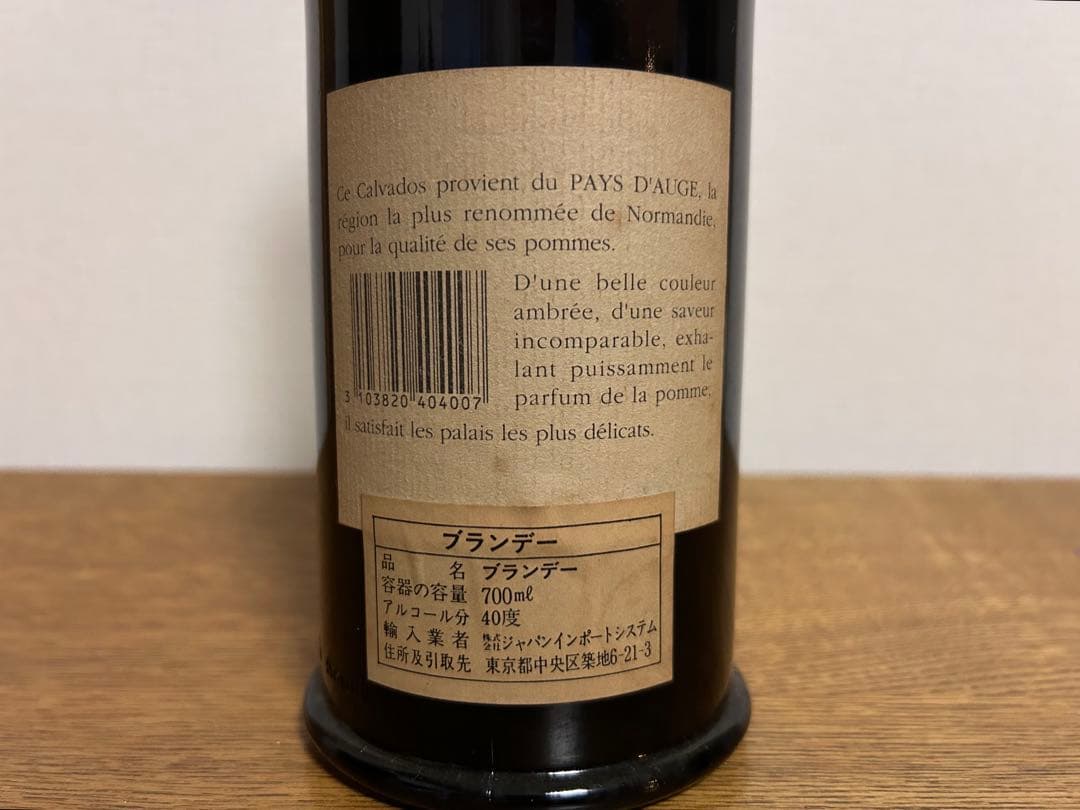 Ce Calvados provient du PAYS D'AUGE, la
région la plus renommée de Normandie,
pour la qualité de ses pommes.
D'une belle couleur
ambrée, d'une saveur
incomparable, exha-
lant puissamment le
parfum de la pomme,
il satisfait les palais les plus délicats.
3 103820 404007
ブランデー
品名 ブランデー
容器の容量 700ml
アルコール分 40度
輸入業者 株式会社ジャパンインポートシステム
住所及引取先 東京都中央区築地6-21-3